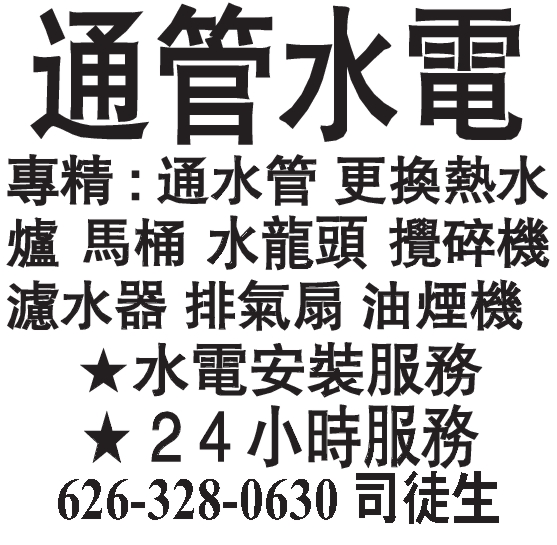 通管水電
專精:通水管 更換熱水
爐 馬桶 水龍頭 攪碎機
濾水器 排氣扇 油煙機
★水電安裝服務
★24小時服務
626-328-0630 司徒生